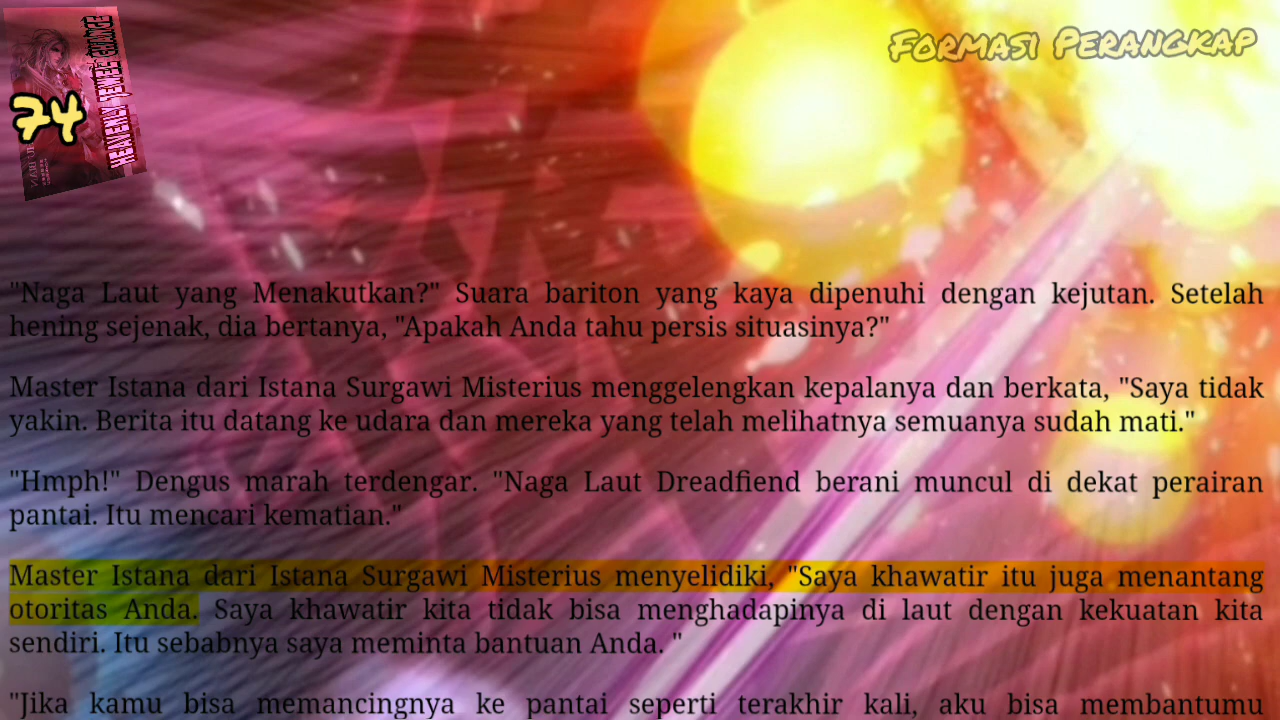 HEAVENLY JEWEL CHANGE
74
Formasi Perangkap
"Naga Laut yang Menakutkan?" Suara bariton yang kaya dipenuhi dengan kejutan. Setelah
hening sejenak, dia bertanya, "Apakah Anda tahu persis situasinya?"
Master Istana dari Istana Surgawi Misterius menggelengkan kepalanya dan berkata, "Saya tidak
yakin. Berita itu datang ke udara dan mereka yang telah melihatnya semuanya sudah mati."
"Hmph!" Dengus marah terdengar. "Naga Laut Dreadfiend berani muncul di dekat perairan
pantai. Itu mencari kematian."
Master Istana dari Istana Surgawi Misterius menyelidiki, "Saya khawatir itu juga menantang
otoritas Anda. Saya khawatir kita tidak bisa menghadapinya di laut dengan kekuatan kita
sendiri. Itu sebabnya saya meminta bantuan Anda. "
"Jika kamu bisa memancingnya ke pantai seperti terakhir kali, aku bisa membantumu